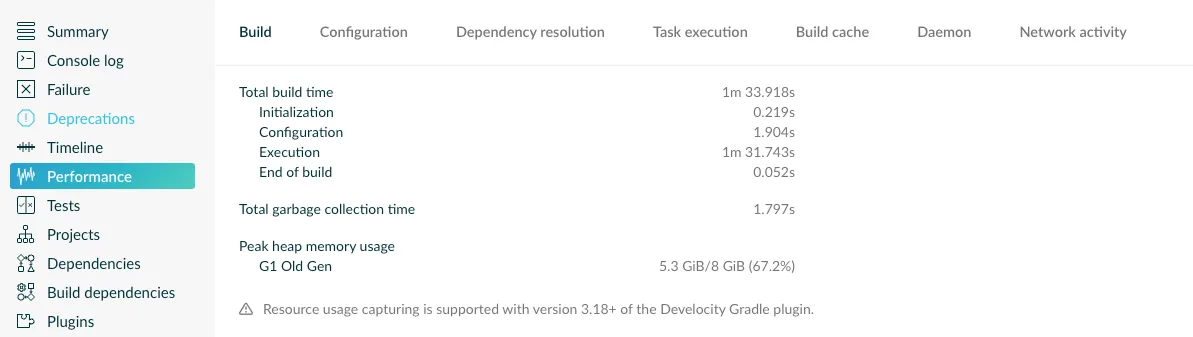 Summary
Console log
Failure
Deprecations
Timeline
Performance
Tests
Projects
Dependencies
Build dependencies
Plugins
Build Configuration Dependency resolution Task execution Build cache Daemon Network activity
Total build time 1m 33.918s
Initialization 0.219s
Configuration 1.904s
Execution 1m 31.743s
End of build 0.052s
Total garbage collection time 1.797s
Peak heap memory usage
G1 Old Gen 5.3 GiB/8 GiB (67.2%)
Resource usage capturing is supported with version 3.18+ of the Develocity Gradle plugin.